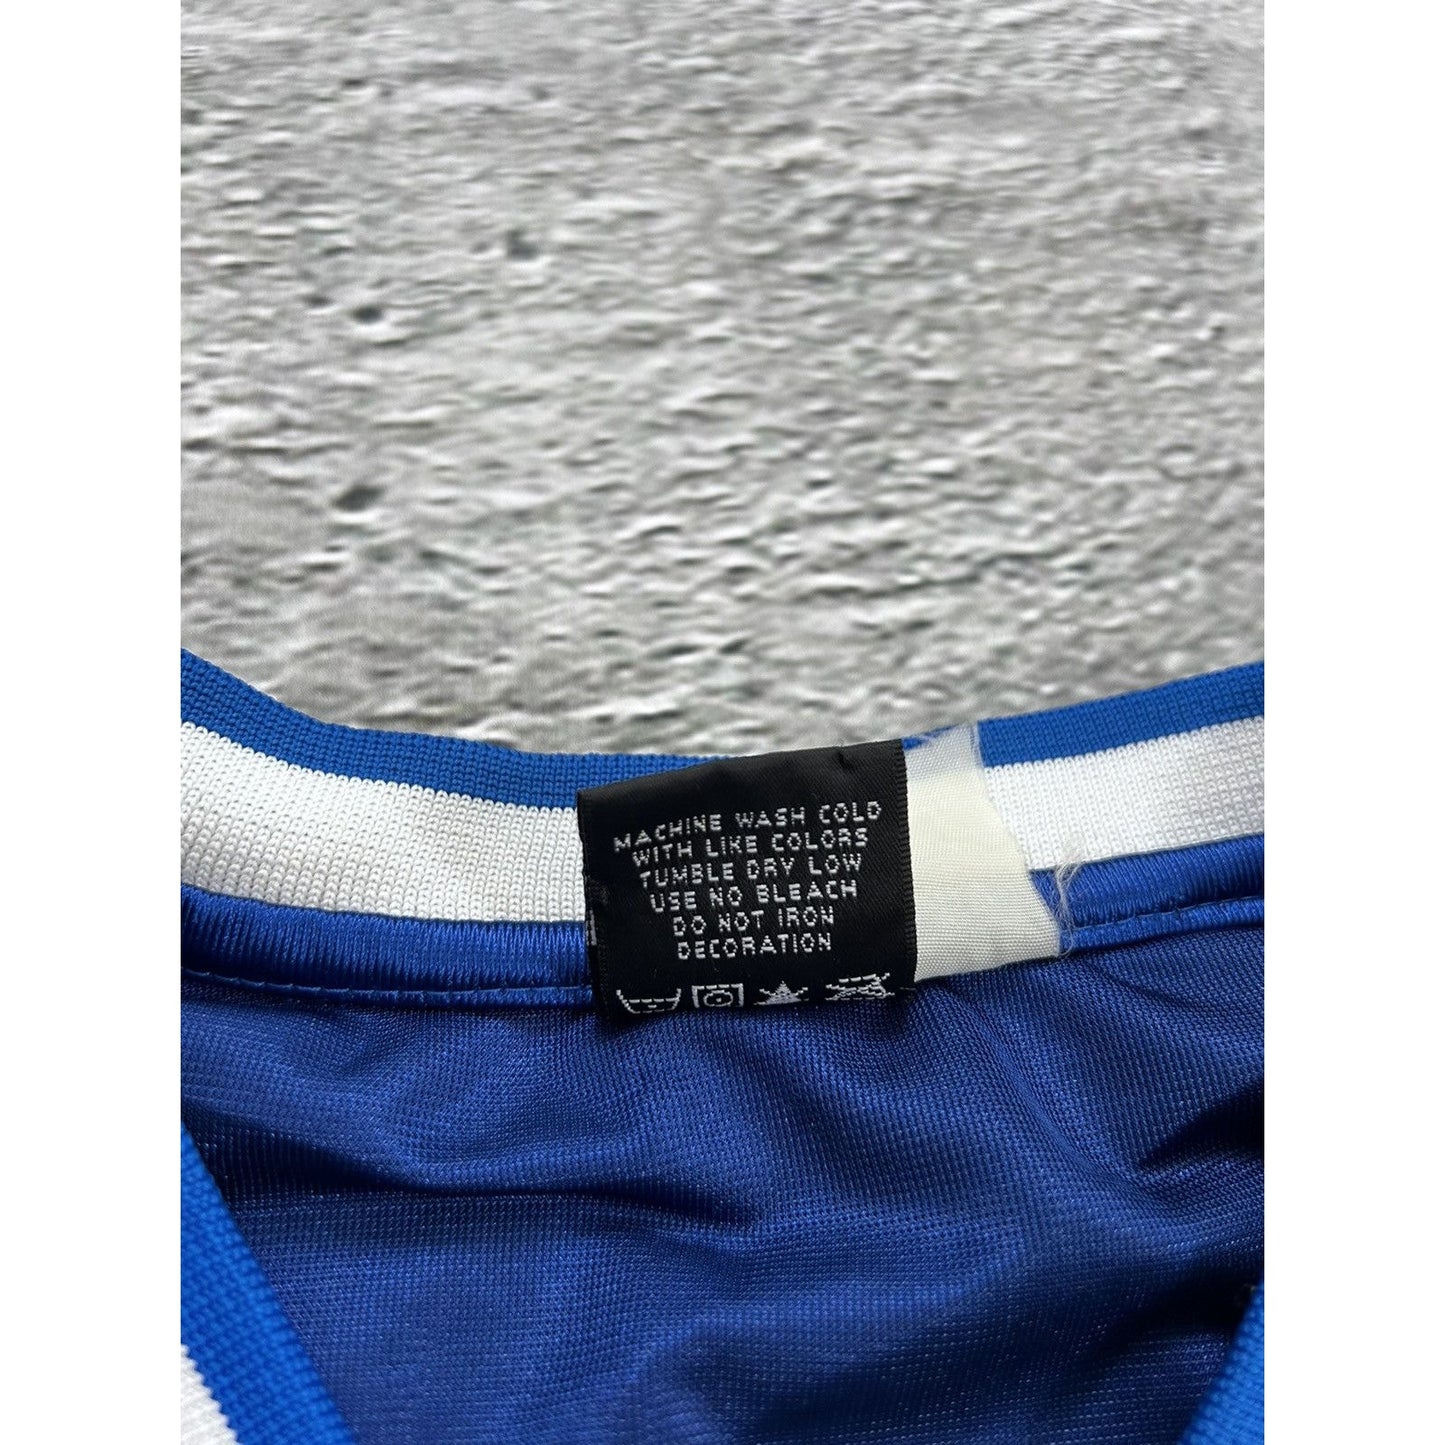 MACHINE WASH COLD
WITH LIKE COLORS
TUMBLE DRY LOW
USE NO BLEACH
DO NOT IRON
DECORATION